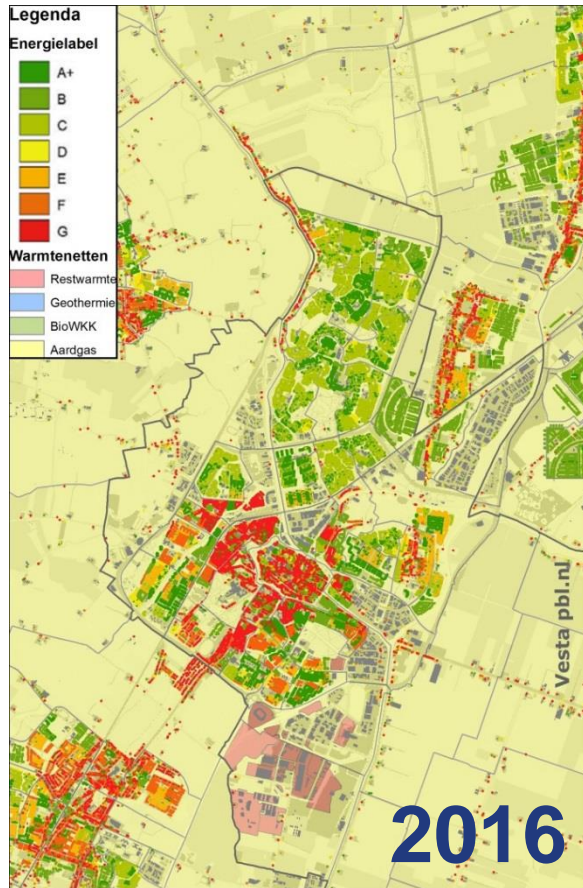 Legenda
Energielabel
A+
B
C
D
E
F
G
Warmtenetten
Restwarmte
Geothermie
BioWKK
Aardgas
Vesta pbl.nl
2016